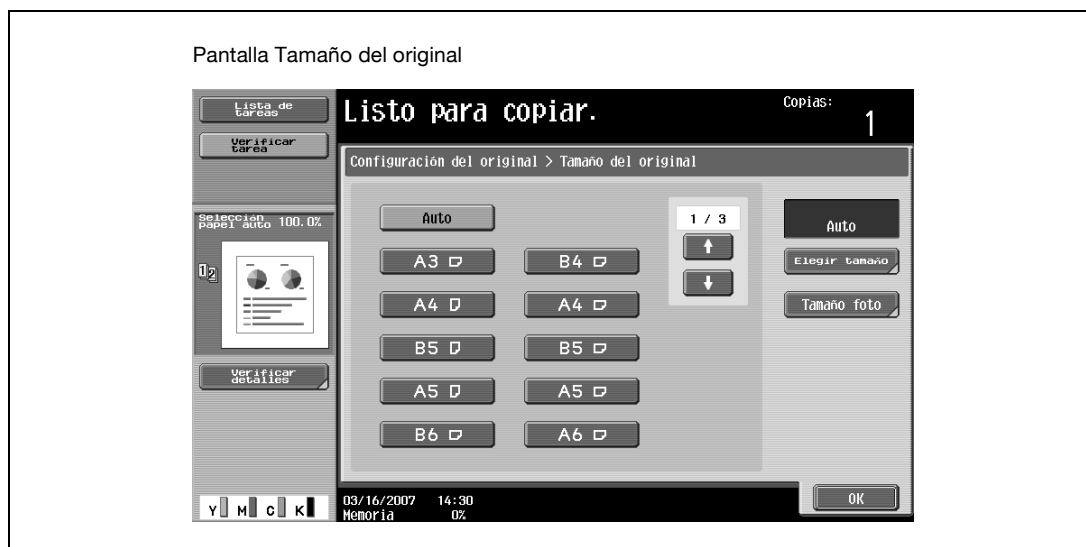 Pantalla Tamaño del original
Lista de
tareas
Verificar
tarea
Listo para copiar.
Copias:
1
Configuración del original > Tamaño del original
Selección
papel auto 100.0%
1 2
Verificar
detalles
Auto
A3
B4
A4
A4
B5
B5
A5
A5
B6
A6
1 / 3
Auto
Elegir tamaño
Tamaño foto
OK
Y M C K
03/16/2007 14:30
Memoria 0%